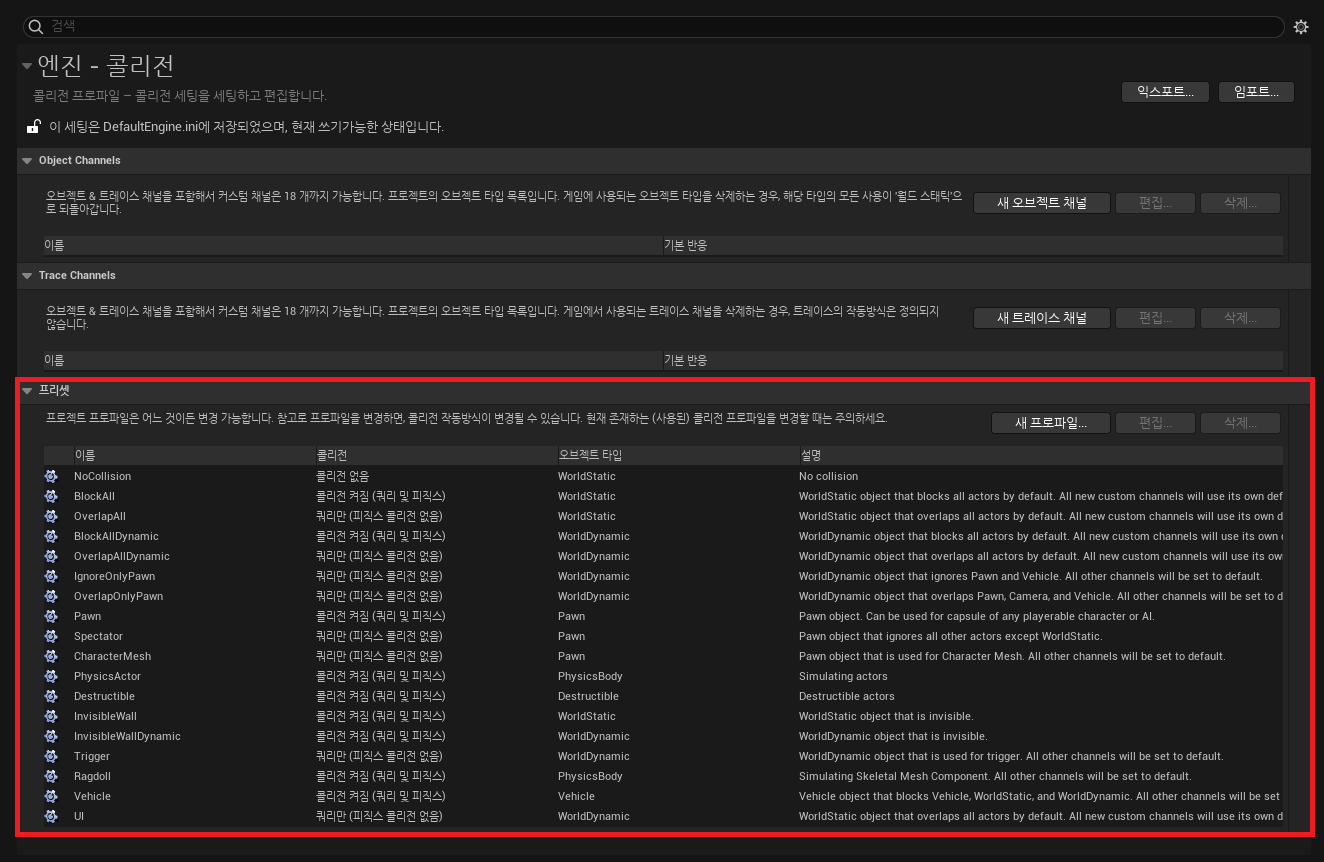 검색
엔진 - 콜리전
콜리전 프로파일 – 콜리전 세팅을 세팅하고 편집합니다.
익스포트... 임포트...
이 세팅은 DefaultEngine.ini에 저장되었으며, 현재 쓰기가능한 상태입니다.
Object Channels
오브젝트 & 트레이스 채널을 포함해서 커스텀 채널은 18 개까지 가능합니다. 프로젝트의 오브젝트 타입 목록입니다. 게임에 사용되는 오브젝트 타입을 삭제하는 경우, 해당 타입의 모든 사용이 '월드 스태틱'으
로 되돌아갑니다.
새 오브젝트 채널 편집... 삭제...
이름 기본 반응
Trace Channels
오브젝트 & 트레이스 채널을 포함해서 커스텀 채널은 18 개까지 가능합니다. 프로젝트의 오브젝트 타입 목록입니다. 게임에서 사용되는 트레이스 채널을 삭제하는 경우, 트레이스의 작동방식은 정의되지
않습니다.
새 트레이스 채널 편집... 삭제...
이름 기본 반응
프리셋
프로젝트 프로파일은 어느 것이든 변경 가능합니다. 참고로 프로파일을 변경하면, 콜리전 작동방식이 변경될 수 있습니다. 현재 존재하는 (사용된) 콜리전 프로파일을 변경할 때는 주의하세요.
새 프로파일... 편집... 삭제...
이름 콜리전 오브젝트 타입 설명
NoCollision 콜리전 없음 WorldStatic No collision
BlockAll 콜리전 켜짐 (쿼리 및 피직스) WorldStatic WorldStatic object that blocks all actors by default. All new custom channels will use its own def
OverlapAll 쿼리만 (피직스 콜리전 없음) WorldStatic WorldStatic object that overlaps all actors by default. All new custom channels will use its own d
BlockAllDynamic 콜리전 켜짐 (쿼리 및 피직스) WorldDynamic WorldDynamic object that blocks all actors by default. All new custom channels will use its own
OverlapAllDynamic 쿼리만 (피직스 콜리전 없음) WorldDynamic WorldDynamic object that overlaps all actors by default. All new custom channels will use its ow
IgnoreOnlyPawn 쿼리만 (피직스 콜리전 없음) WorldDynamic WorldDynamic object that ignores Pawn and Vehicle. All other channels will be set to default.
OverlapOnlyPawn 쿼리만 (피직스 콜리전 없음) WorldDynamic WorldDynamic object that overlaps Pawn, Camera, and Vehicle. All other channels will be set to d
Pawn 콜리전 켜짐 (쿼리 및 피직스) Pawn Pawn object. Can be used for capsule of any playerable character or AI.
Spectator 쿼리만 (피직스 콜리전 없음) Pawn Pawn object that ignores all other actors except WorldStatic.
CharacterMesh 쿼리만 (피직스 콜리전 없음) Pawn Pawn object that is used for Character Mesh. All other channels will be set to default.
PhysicsActor 콜리전 켜짐 (쿼리 및 피직스) PhysicsBody Simulating actors
Destructible 콜리전 켜짐 (쿼리 및 피직스) Destructible Destructible actors
InvisibleWall 콜리전 켜짐 (쿼리 및 피직스) WorldStatic WorldStatic object that is invisible.
InvisibleWallDynamic 콜리전 켜짐 (쿼리 및 피직스) WorldDynamic WorldDynamic object that is invisible.
Trigger 쿼리만 (피직스 콜리전 없음) WorldDynamic WorldDynamic object that is used for trigger. All other channels will be set to default.
Ragdoll 콜리전 켜짐 (쿼리 및 피직스) PhysicsBody Simulating Skeletal Mesh Component. All other channels will be set to default.
Vehicle 콜리전 켜짐 (쿼리 및 피직스) Vehicle Vehicle object that blocks Vehicle, WorldStatic, and WorldDynamic. All other channels will be set
UI 쿼리만 (피직스 콜리전 없음) WorldDynamic WorldStatic object that overlaps all actors by default. All new custom channels will use its own d